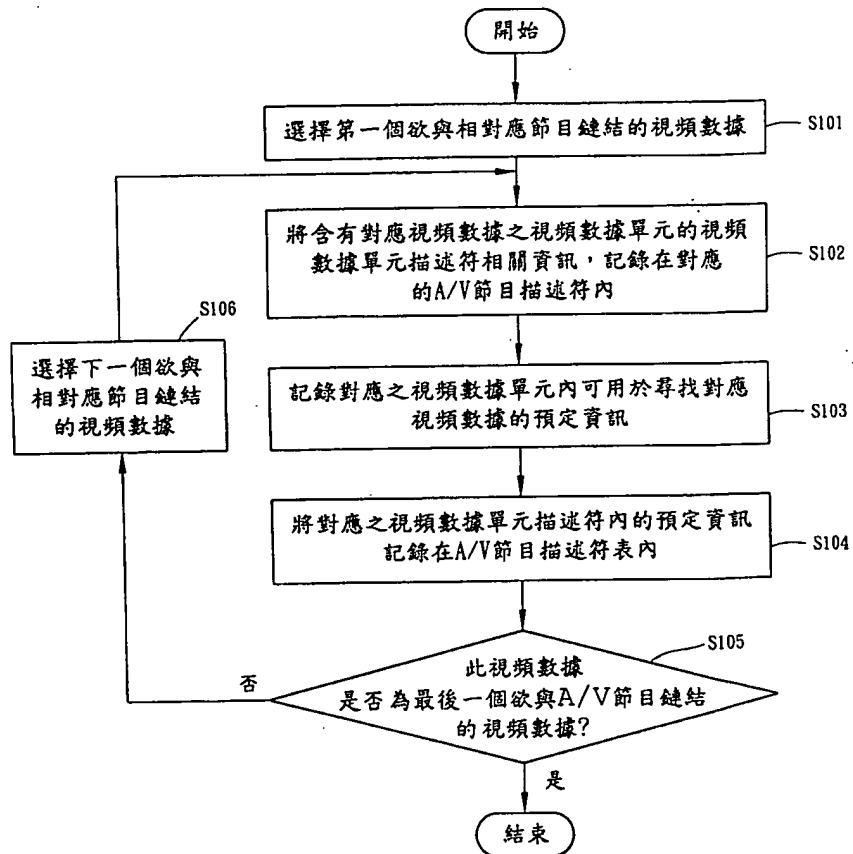 開始
選擇第一個欲與相對應節目鏈結的視頻數據
S101
將含有對應視頻數據之視頻數據單元的視頻
數據單元描述符相關資訊，記錄在對應
的A/V節目描述符內
S102
S106
選擇下一個欲與
相對應節目鏈結
的視頻數據
記錄對應之視頻數據單元內可用於尋找對應
視頻數據的預定資訊
S103
將對應之視頻數據單元描述符內的預定資訊
記錄在A/V節目描述符表內
S104
S105
此視頻數據
是否為最後一個欲與A/V節目鏈結
的視頻數據?
否
是
結束